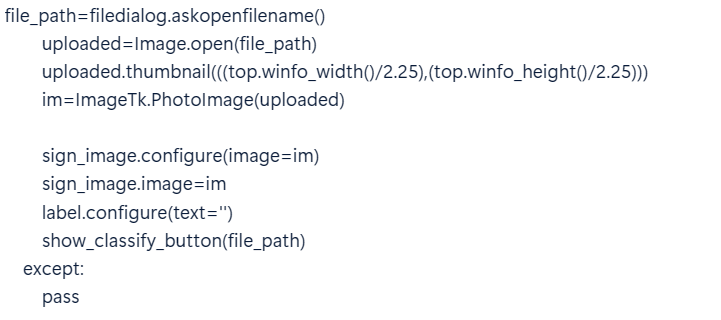 file_path=filedialog.askopenfilename()
uploaded=Image.open(file_path)
uploaded.thumbnail(((top.winfo_width()/2.25),(top.winfo_height()/2.25)))
im=ImageTk.PhotoImage(uploaded)
sign_image.configure(image=im)
sign_image.image=im
label.configure(text='')
show_classify_button(file_path)
except:
pass